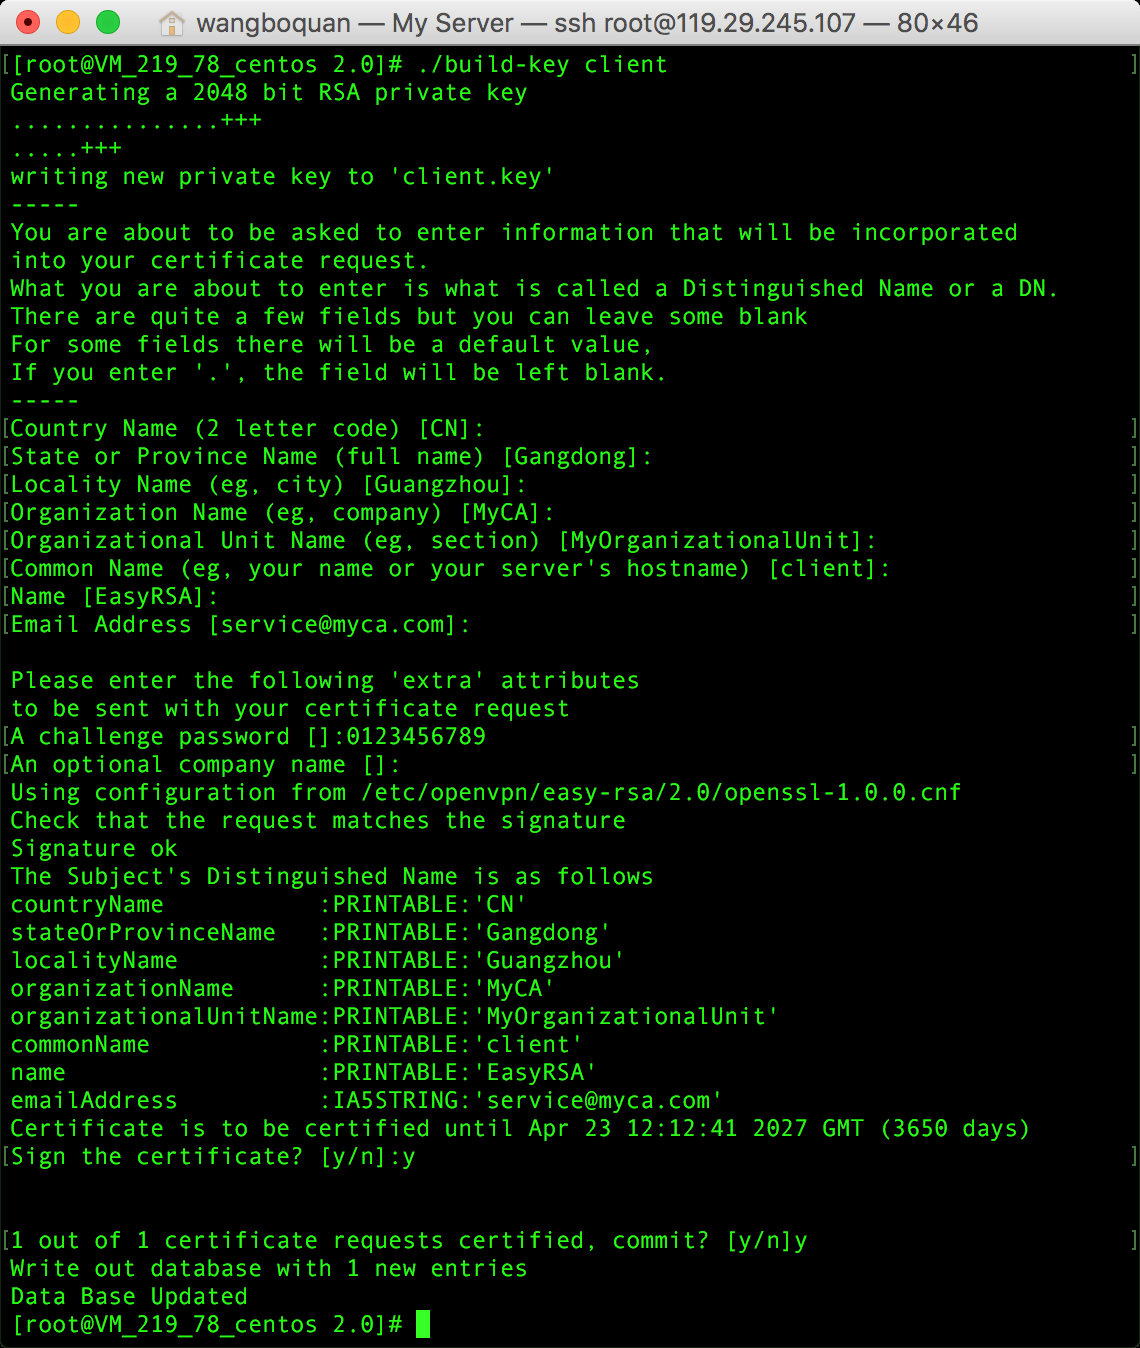 wangboquan — My Server — ssh root@119.29.245.107 — 80×46
[[root@VM_219_78_centos 2.0]# ./build-key client ]
Generating a 2048 bit RSA private key
...............+++
.....+++
writing new private key to 'client.key'
-----
You are about to be asked to enter information that will be incorporated
into your certificate request.
What you are about to enter is what is called a Distinguished Name or a DN.
There are quite a few fields but you can leave some blank
For some fields there will be a default value,
If you enter '.', the field will be left blank.
-----
[Country Name (2 letter code) [CN]: ]
[State or Province Name (full name) [Gangdong]: ]
[Locality Name (eg, city) [Guangzhou]: ]
[Organization Name (eg, company) [MyCA]: ]
[Organizational Unit Name (eg, section) [MyOrganizationalUnit]: ]
[Common Name (eg, your name or your server's hostname) [client]: ]
[Name [EasyRSA]: ]
[Email Address [service@myca.com]: ]
Please enter the following 'extra' attributes
to be sent with your certificate request
[A challenge password []:0123456789 ]
[An optional company name []: ]
Using configuration from /etc/openvpn/easy-rsa/2.0/openssl-1.0.0.cnf
Check that the request matches the signature
Signature ok
The Subject's Distinguished Name is as follows
countryName           :PRINTABLE:'CN'
stateOrProvinceName   :PRINTABLE:'Gangdong'
localityName          :PRINTABLE:'Guangzhou'
organizationName      :PRINTABLE:'MyCA'
organizationalUnitName:PRINTABLE:'MyOrganizationalUnit'
commonName            :PRINTABLE:'client'
name                  :PRINTABLE:'EasyRSA'
emailAddress          :IA5STRING:'service@myca.com'
Certificate is to be certified until Apr 23 12:12:41 2027 GMT (3650 days)
[Sign the certificate? [y/n]:y ]
[1 out of 1 certificate requests certified, commit? [y/n]y ]
Write out database with 1 new entries
Data Base Updated
[root@VM_219_78_centos 2.0]#